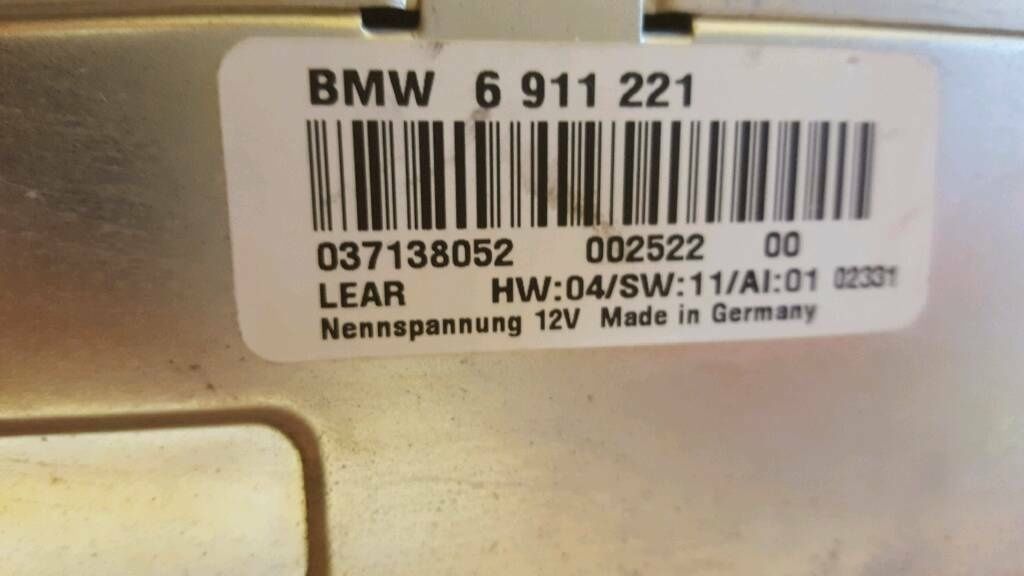 BMW 6 911 221
037138052 002522 00
LEAR HW:04/SW:11/AI:01 02331
Nennspannung 12V Made in Germany